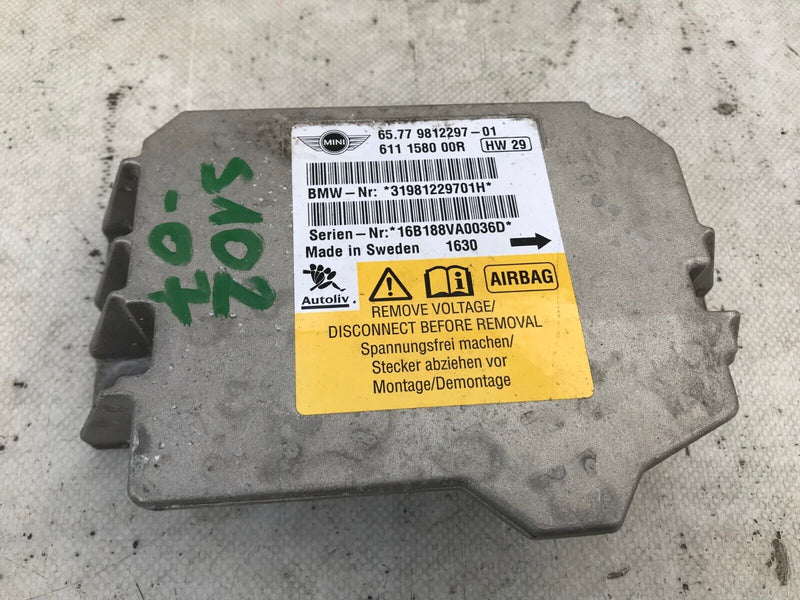 MINI
65.77 9812297-01
611 1580 00R HW 29
BMW-Nr: *31981229701H*
Serien-Nr:*16B188VA0036D*
Made in Sweden 1630
Autoliv
AIRBAG
REMOVE VOLTAGE/
DISCONNECT BEFORE REMOVAL
Spannungsfrei machen/
Stecker abziehen vor
Montage/Demontage
-07